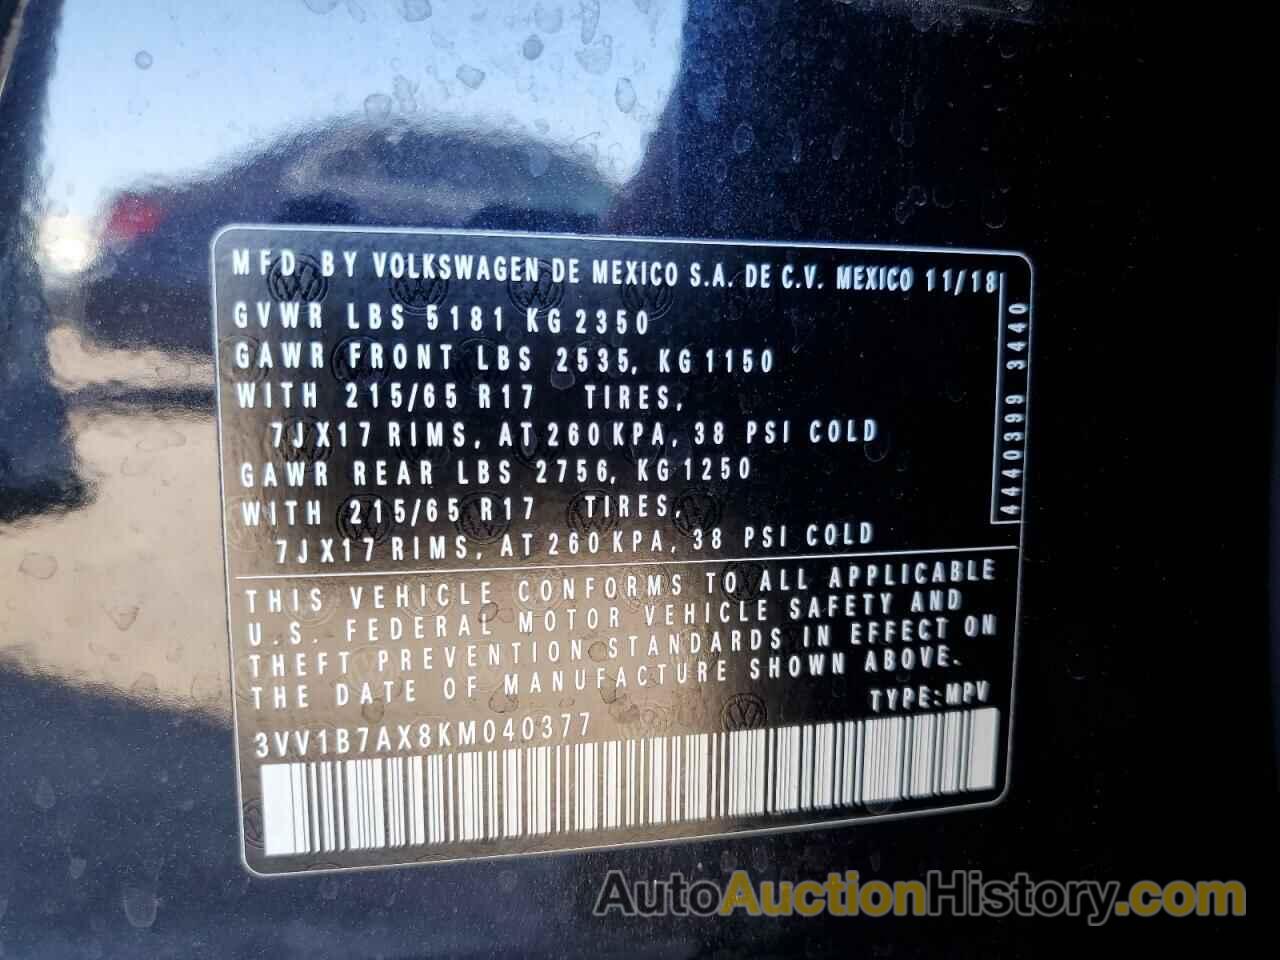 MFD. BY VOLKSWAGEN DE MEXICO S.A. DE C.V. MEXICO 11/18
GVWR LBS 5181 KG 2350
GAWR FRONT LBS 2535, KG 1150
WITH 215/65 R17 TIRES,
7JX17 RIMS, AT 260KPA, 38 PSI COLD
GAWR REAR LBS 2756, KG 1250
WITH 215/65 R17 TIRES,
7JX17 RIMS, AT 260KPA, 38 PSI COLD
4440399 3440
THIS VEHICLE CONFORMS TO ALL APPLICABLE
U.S. FEDERAL MOTOR VEHICLE SAFETY AND
THEFT PREVENTION STANDARDS IN EFFECT ON
THE DATE OF MANUFACTURE SHOWN ABOVE.
TYPE:MPV
3VV1B7AX8KM040377
AutoAuctionHistory.com